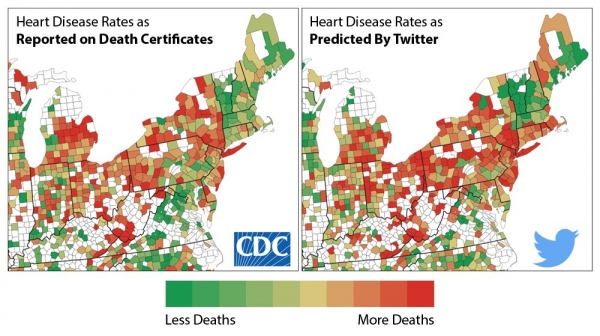 Heart Disease Rates as
Reported on Death Certificates
Heart Disease Rates as
Predicted By Twitter
CDC
Less Deaths
More Deaths